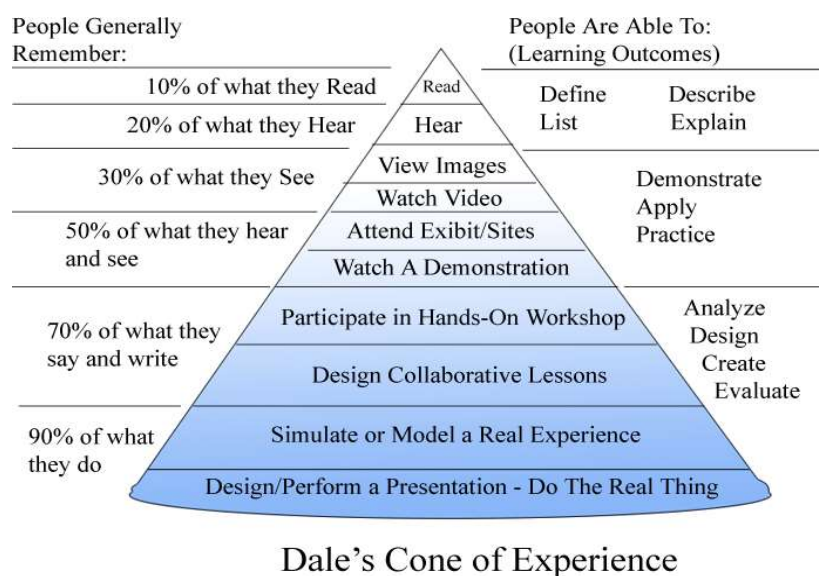 People Generally
Remember:
10% of what they Read
20% of what they Hear
30% of what they See
50% of what they hear
and see
70% of what they
say and write
90% of what
they do
Read
Hear
View Images
Watch Video
Attend Exibit/Sites
Watch A Demonstration
Participate in Hands-On Workshop
Design Collaborative Lessons
Simulate or Model a Real Experience
Design/Perform a Presentation - Do The Real Thing
People Are Able To:
(Learning Outcomes)
Define Describe
List Explain
Demonstrate
Apply
Practice
Analyze
Design
Create
Evaluate
Dale's Cone of Experience